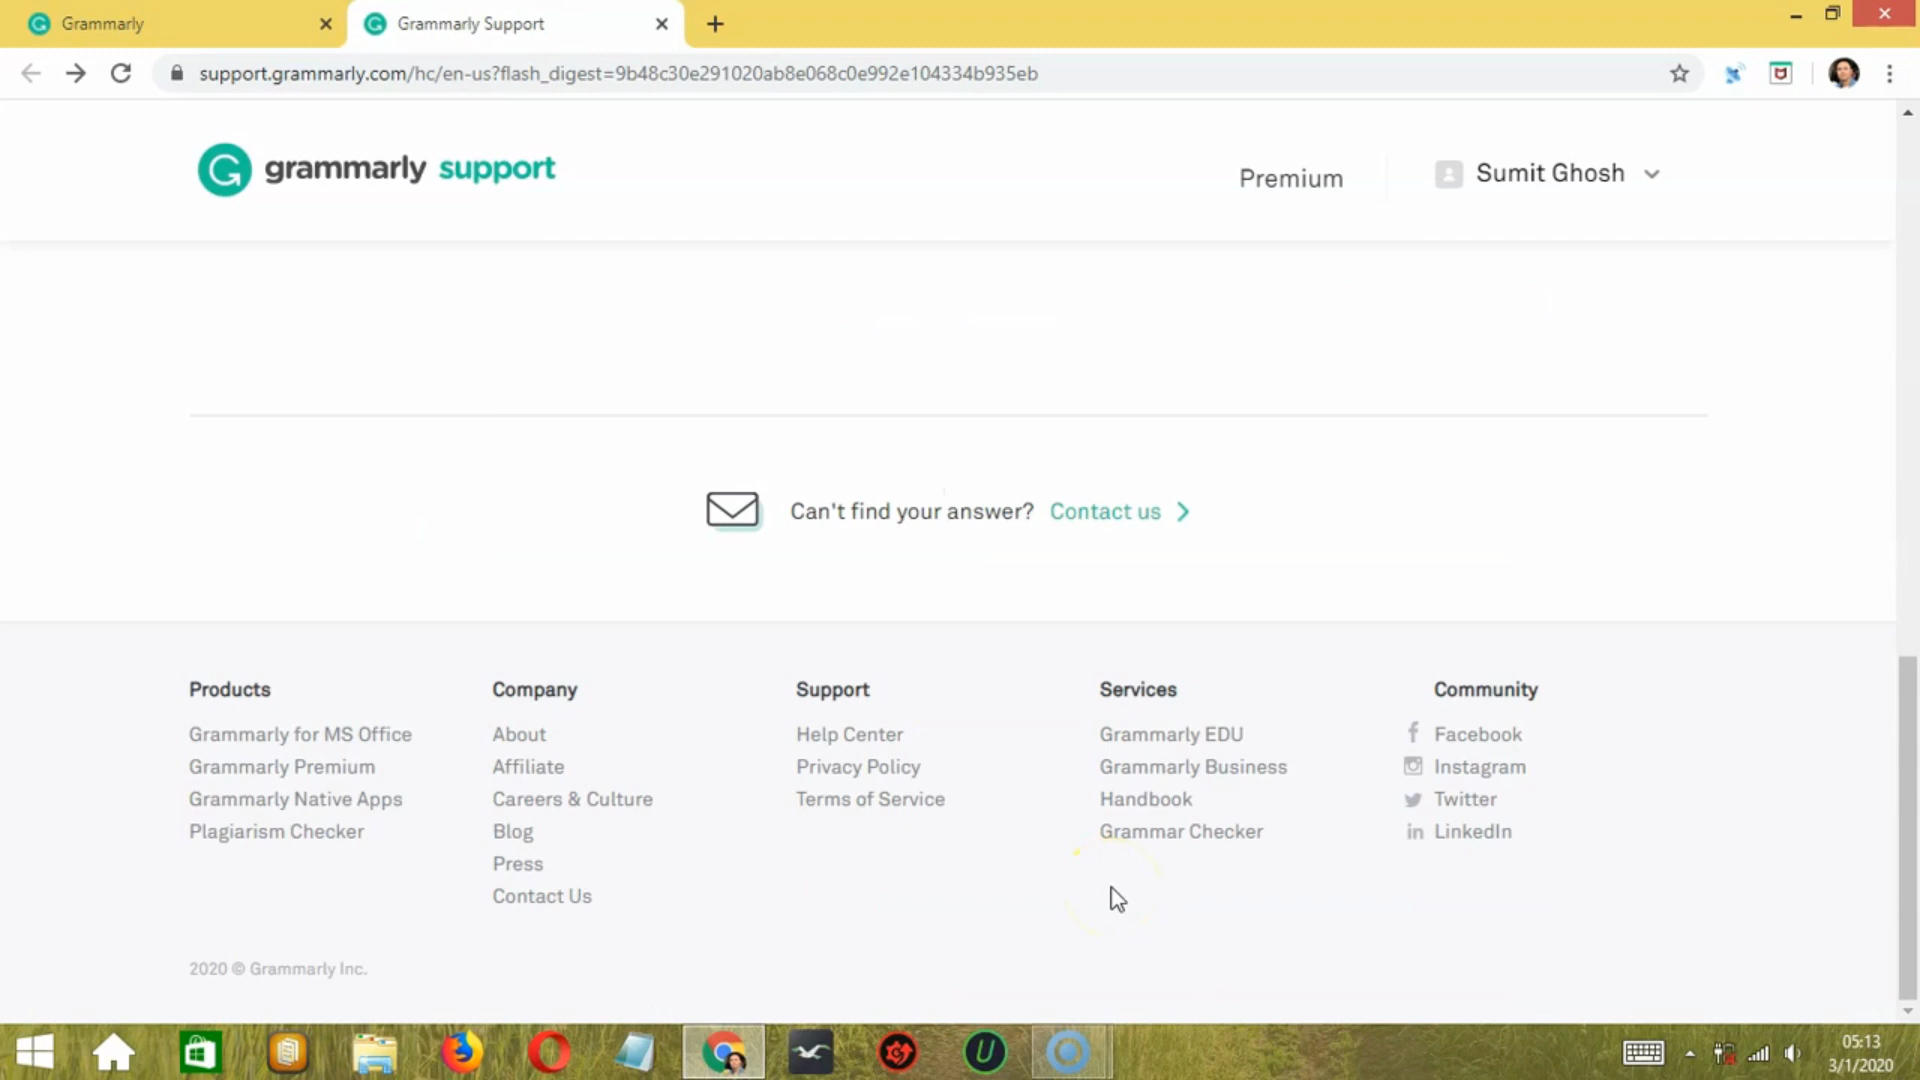 Grammarly
Grammarly Support
support.grammarly.com/hc/en-us?flash_digest=9b48c30e291020ab8e068c0e992e104334b935eb
grammarly support
Premium
Sumit Ghosh
Can't find your answer? Contact us
Products
Grammarly for MS Office
Grammarly Premium
Grammarly Native Apps
Plagiarism Checker
Company
About
Affiliate
Careers & Culture
Blog
Press
Contact Us
Support
Help Center
Privacy Policy
Terms of Service
Services
Grammarly EDU
Grammarly Business
Handbook
Grammar Checker
Community
Facebook
Instagram
Twitter
LinkedIn
2020 © Grammarly Inc.
05:13
3/1/2020